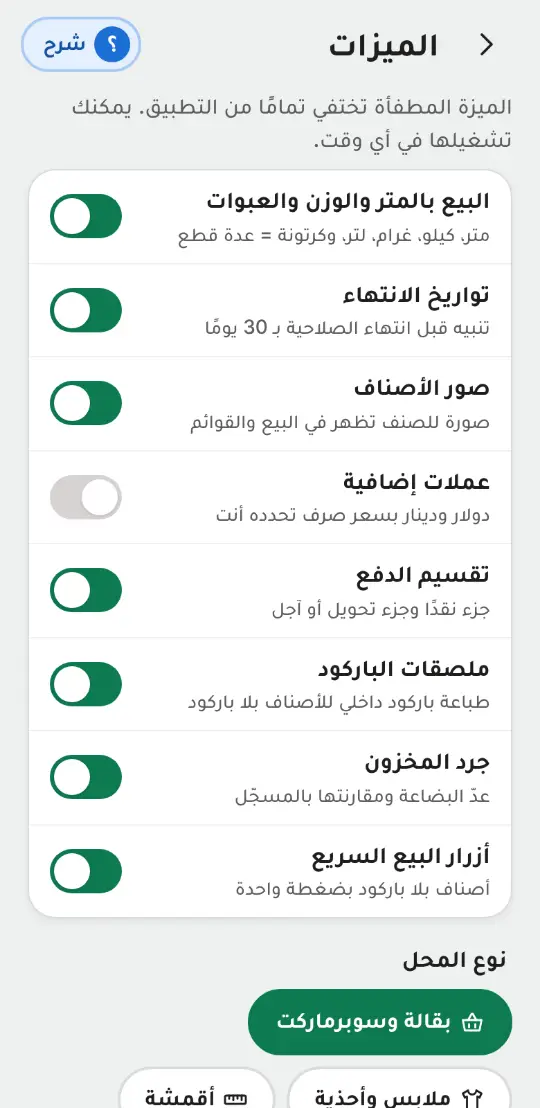 الميزات
؟ شرح
الميزة المطفأة تختفي تمامًا من التطبيق. يمكنك
تشغيلها في أي وقت.
البيع بالمتر والوزن والعبوات
متر، كيلو، غرام، لتر، وكرتونة = عدة قطع
تواريخ الانتهاء
تنبيه قبل انتهاء الصلاحية بـ 30 يومًا
صور الأصناف
صورة للصنف تظهر في البيع والقوائم
عملات إضافية
دولار ودينار بسعر صرف تحدده أنت
تقسيم الدفع
جزء نقدًا وجزء تحويل أو آجل
ملصقات الباركود
طباعة باركود داخلي للأصناف بلا باركود
جرد المخزون
عدّ البضاعة ومقارنتها بالمسجّل
أزرار البيع السريع
أصناف بلا باركود بضغطة واحدة
نوع المحل
بقالة وسوبرماركت
ملابس وأحذية
أقمشة